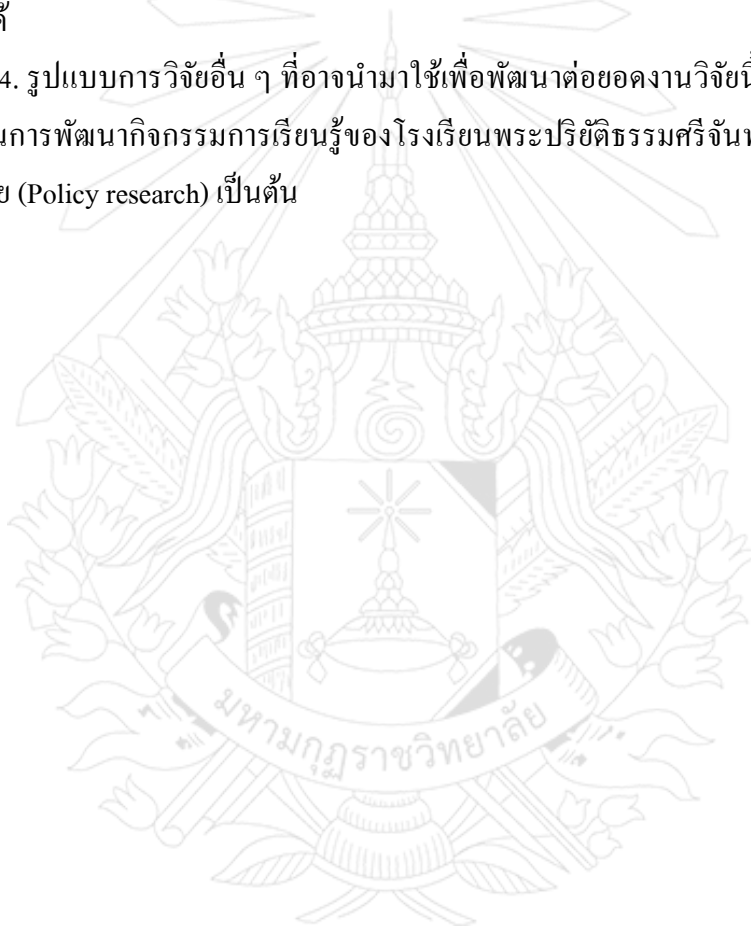 4. รูปแบบการวิจัยอื่น ๆ ที่อาจนำมาใช้เพื่อพัฒนาต่อยอดงานวิจัยนี้
นการพัฒนากิจกรรมการเรียนรู้ของโรงเรียนพระปริยัติธรรมศรีจัน
ย (Policy research) เป็นต้น
มหามกุฏราชวิทยาลัย